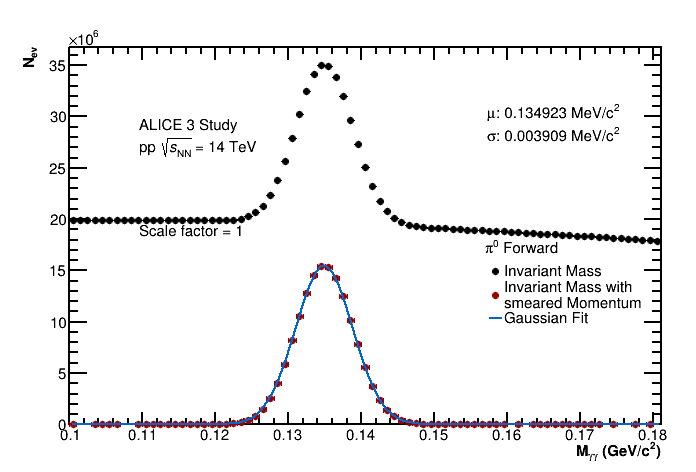 ×10⁶
N_ev
35
30
25
20
15
10
5
0
ALICE 3 Study
pp √s_NN = 14 TeV
Scale factor = 1
μ: 0.134923 MeV/c²
σ: 0.003909 MeV/c²
π⁰ Forward
Invariant Mass
Invariant Mass with
smeared Momentum
Gaussian Fit
0.1 0.11 0.12 0.13 0.14 0.15 0.16 0.17 0.18
M_γγ (GeV/c²)